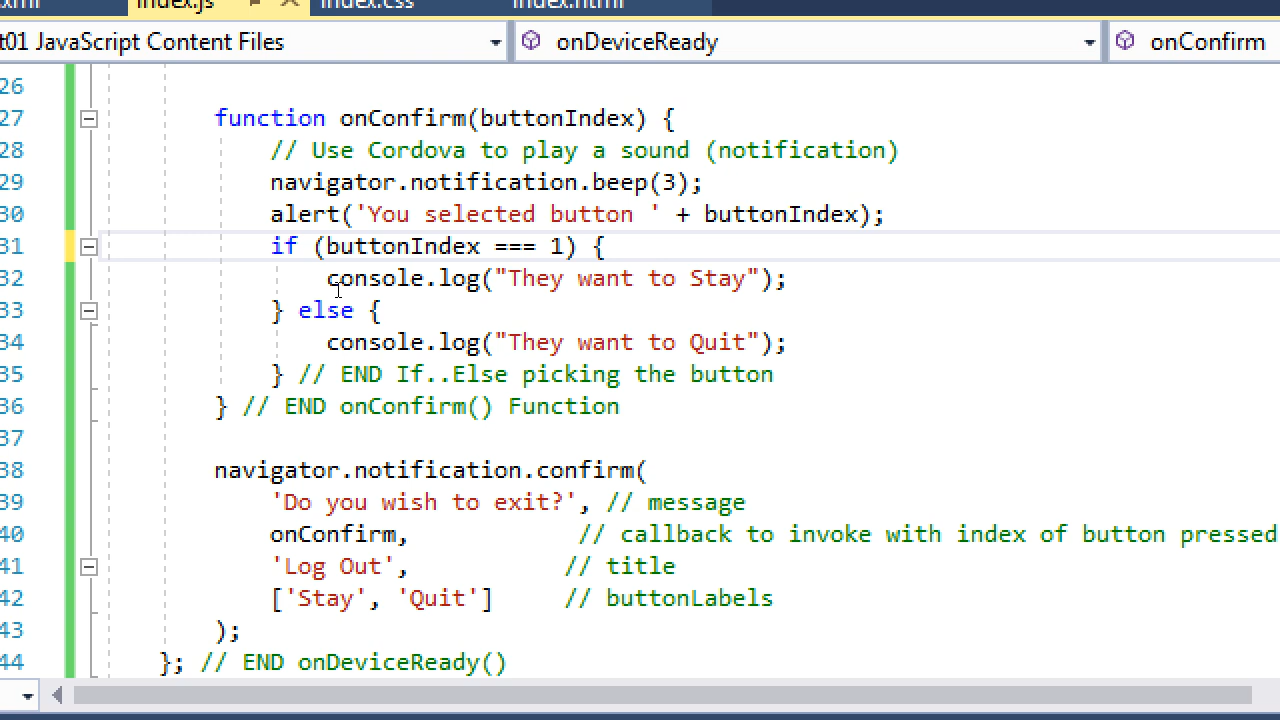 .xml index.js index.css index.html
t01 JavaScript Content Files onDeviceReady onConfirm
26
27 function onConfirm(buttonIndex) {
28 // Use Cordova to play a sound (notification)
29 navigator.notification.beep(3);
30 alert('You selected button ' + buttonIndex);
31 if (buttonIndex === 1) {
32 console.log("They want to Stay");
33 } else {
34 console.log("They want to Quit");
35 } // END If..Else picking the button
36 } // END onConfirm() Function
37
38 navigator.notification.confirm(
39 'Do you wish to exit?', // message
40 onConfirm, // callback to invoke with index of button pressed
41 'Log Out', // title
42 ['Stay', 'Quit'] // buttonLabels
43 );
44 }; // END onDeviceReady()